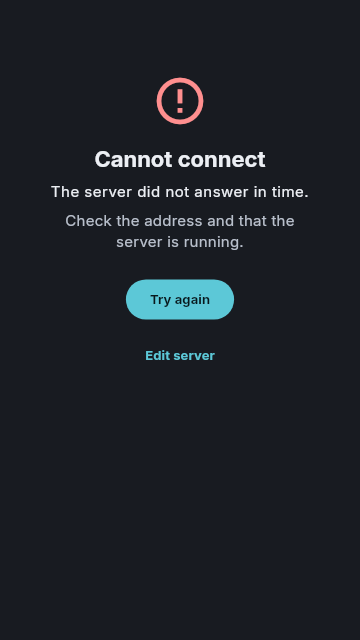 Cannot connect
The server did not answer in time.
Check the address and that the
server is running.
Try again
Edit server